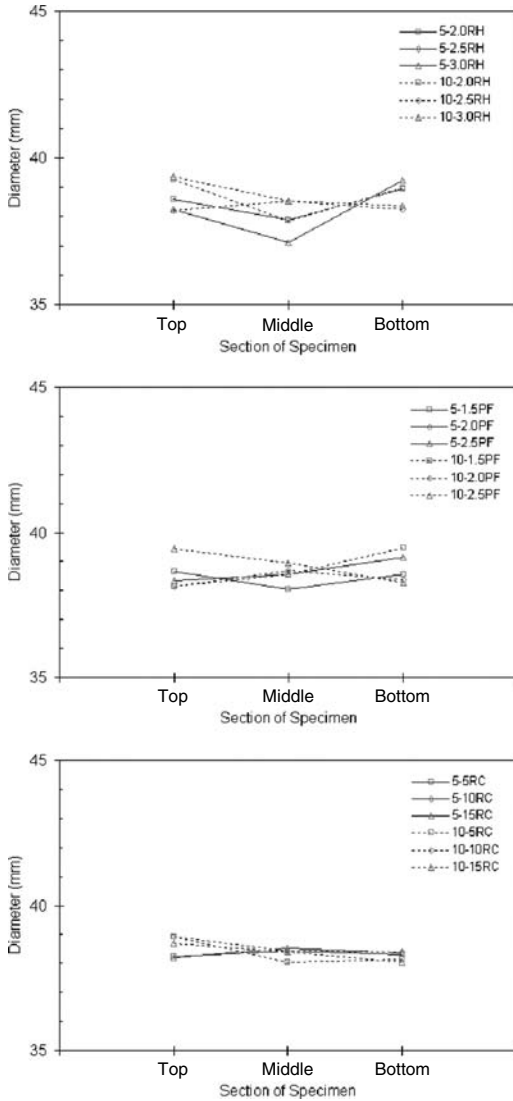 45
5-2.0RH
5-2.5RH
5-3.0RH
10-2.0RH
10-2.5RH
10-3.0RH
40
35
Diameter (mm)
Top Middle Bottom
Section of Specimen
45
5-1.5PF
5-2.0PF
5-2.5PF
10-1.5PF
10-2.0PF
10-2.5PF
40
35
Diameter (mm)
Top Middle Bottom
Section of Specimen
45
5-5RC
5-10RC
5-15RC
10-5RC
10-10RC
10-15RC
40
35
Diameter (mm)
Top Middle Bottom
Section of Specimen